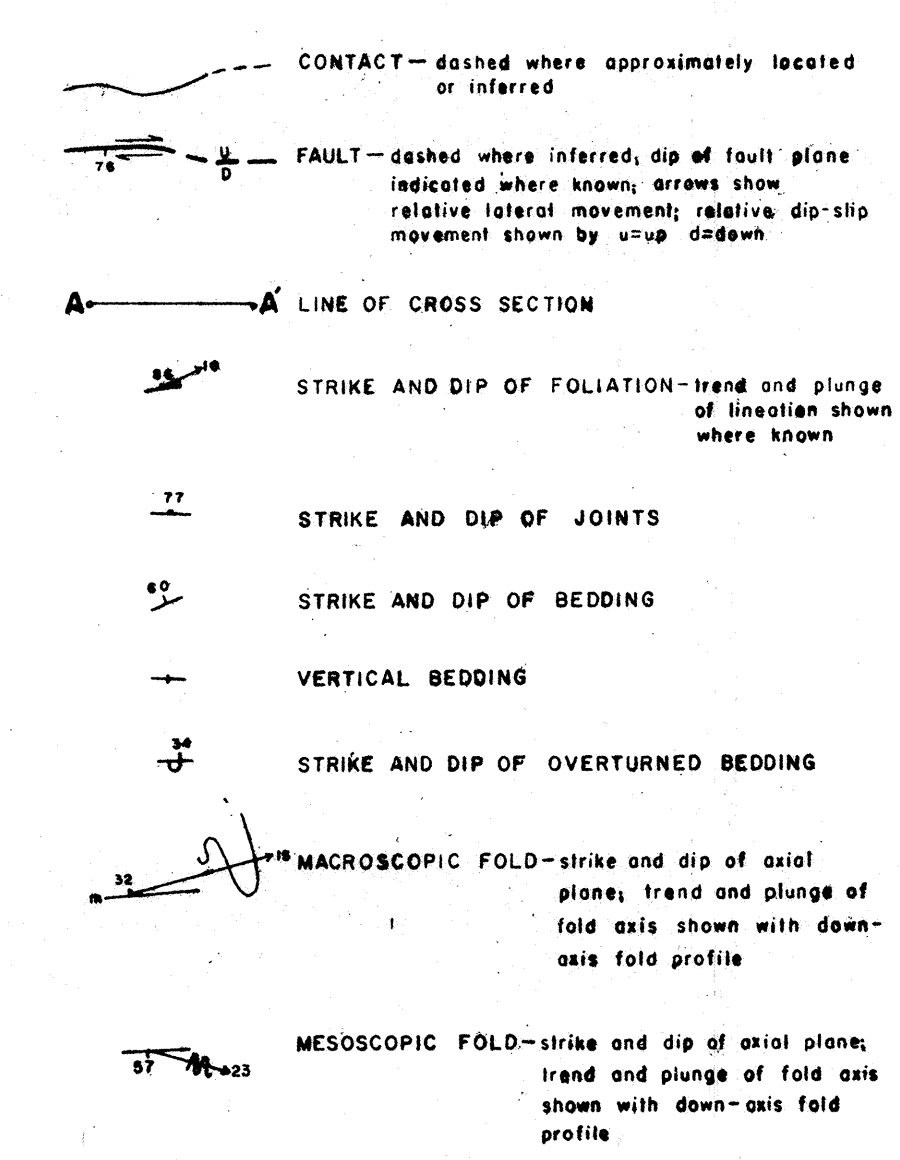 CONTACT— dashed where approximately located
or inferred
76 U D FAULT— dashed where inferred; dip of fault plane
indicated where known; arrows show
relative lateral movement; relative dip-slip
movement shown by u=up d=down
A A′ LINE OF CROSS SECTION
STRIKE AND DIP OF FOLIATION—trend and plunge
of lineation shown
where known
77
STRIKE AND DIP OF JOINTS
60
STRIKE AND DIP OF BEDDING
VERTICAL BEDDING
34
STRIKE AND DIP OF OVERTURNED BEDDING
m 32 MACROSCOPIC FOLD—strike and dip of axial
plane; trend and plunge of
fold axis shown with down-
axis fold profile
57 23 MESOSCOPIC FOLD—strike and dip of axial plane;
trend and plunge of fold axis
shown with down-axis fold
profile